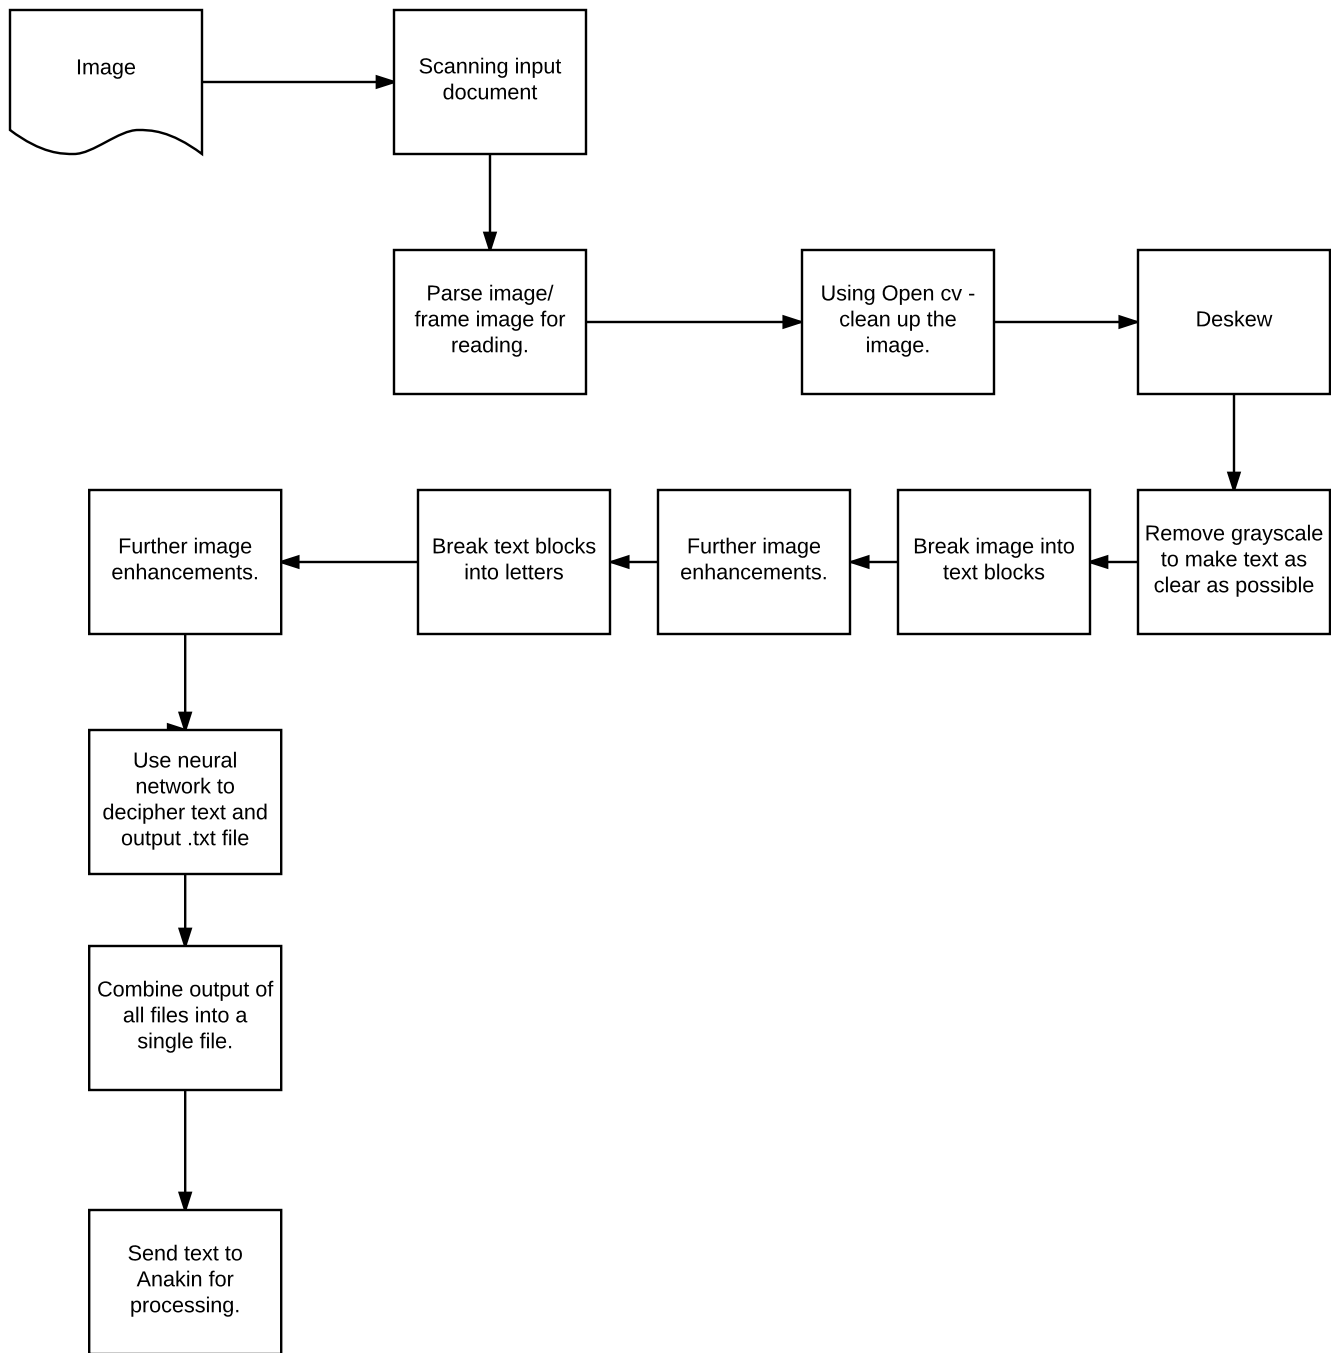 Image
Scanning input
document
Parse image/
frame image for
reading.
Using Open cv -
clean up the
image.
Deskew
Remove grayscale
to make text as
clear as possible
Break image into
text blocks
Further image
enhancements.
Break text blocks
into letters
Further image
enhancements.
Use neural
network to
decipher text and
output .txt file
Combine output of
all files into a
single file.
Send text to
Anakin for
processing.